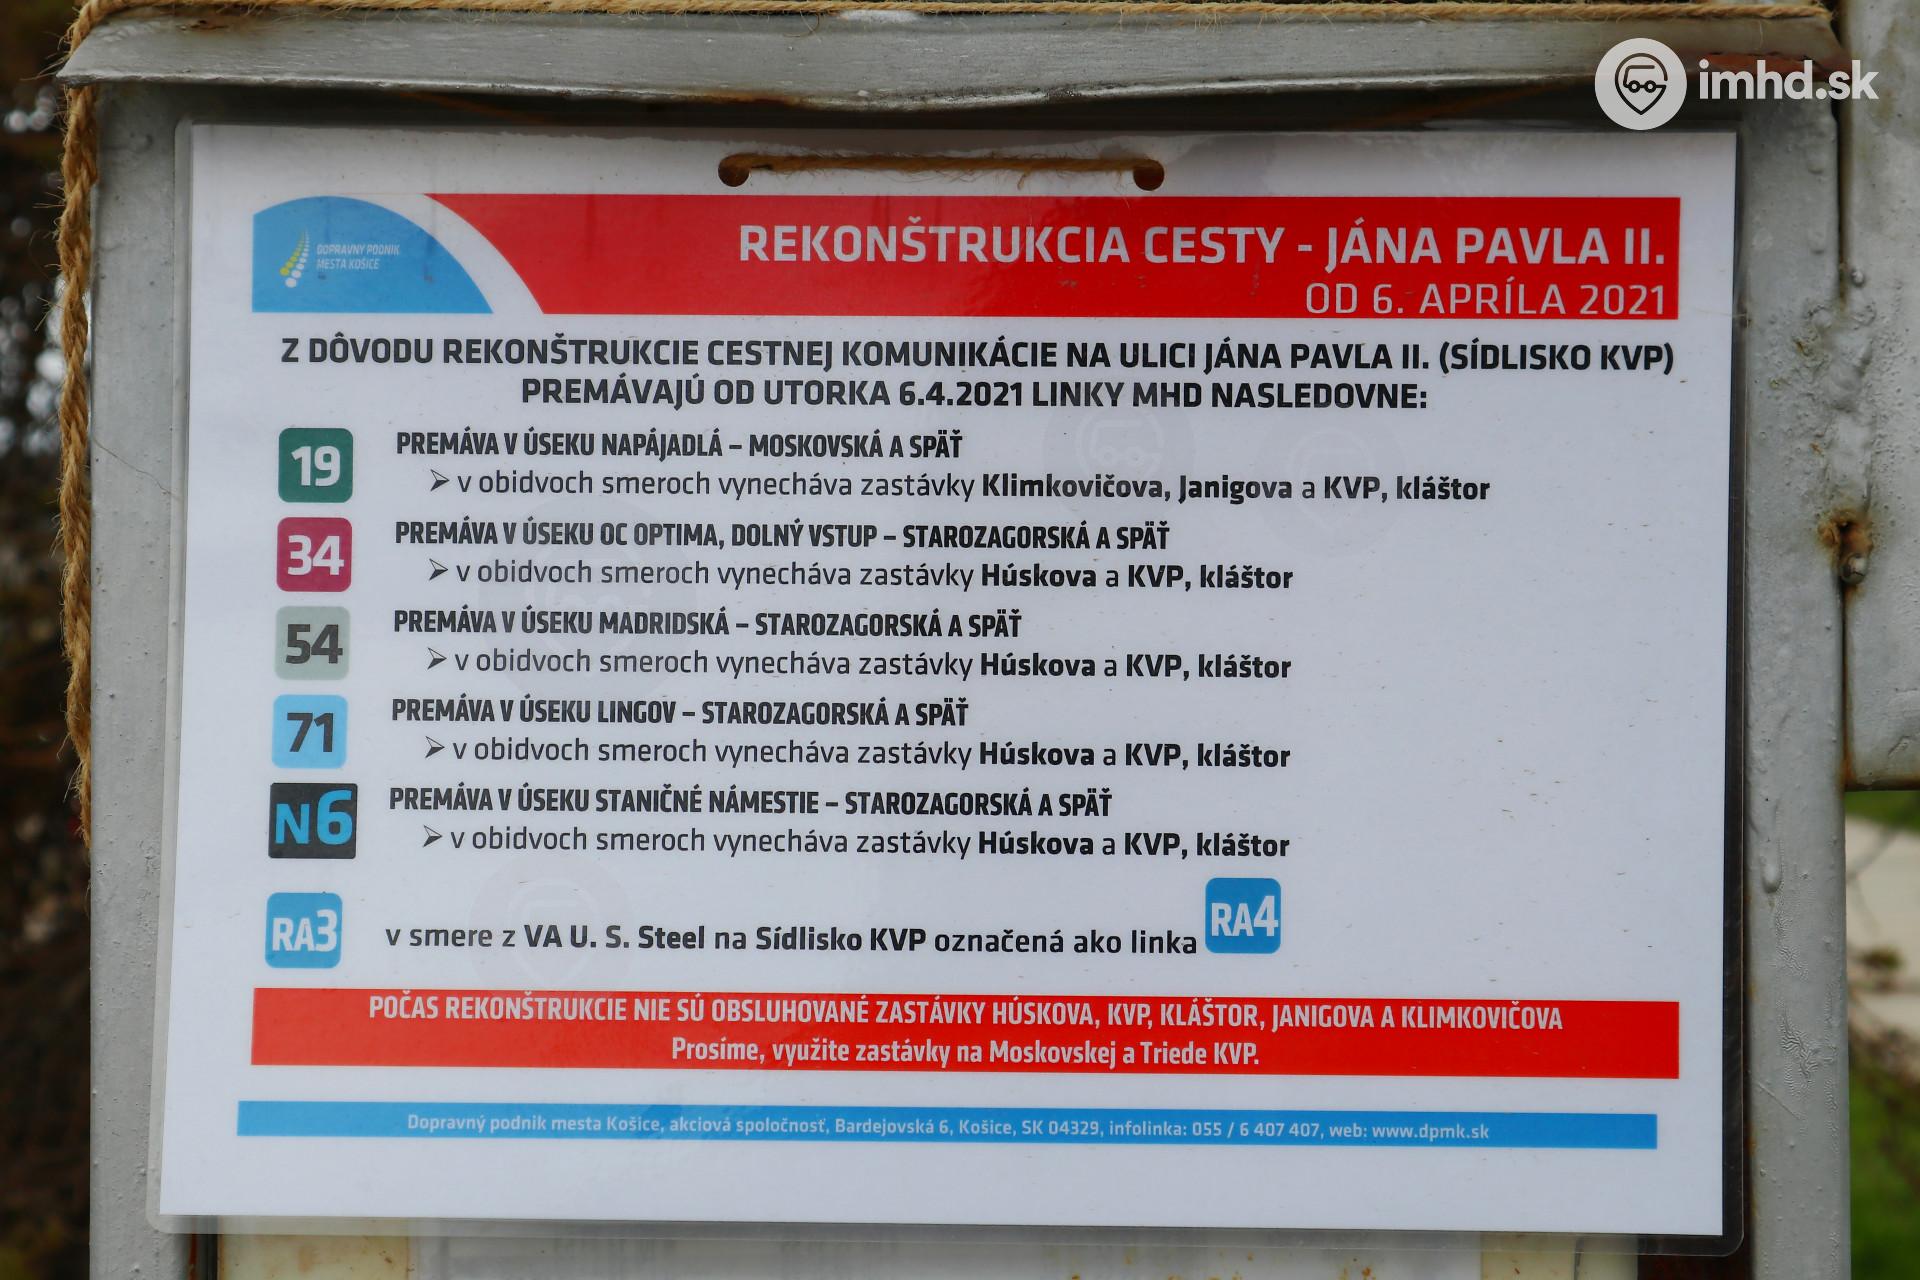 imhd.sk
DOPRAVNÝ PODNIK
MESTA KOŠICE
REKONŠTRUKCIA CESTY - JÁNA PAVLA II.
OD 6. APRÍLA 2021
Z DÔVODU REKONŠTRUKCIE CESTNEJ KOMUNIKÁCIE NA ULICI JÁNA PAVLA II. (SÍDLISKO KVP)
PREMÁVAJÚ OD UTORKA 6.4.2021 LINKY MHD NASLEDOVNE:
19 PREMÁVA V ÚSEKU NAPÁJADLÁ – MOSKOVSKÁ A SPÄŤ
➢ v obidvoch smeroch vynecháva zastávky Klimkovičova, Janigova a KVP, kláštor
34 PREMÁVA V ÚSEKU OC OPTIMA, DOLNÝ VSTUP – STAROZAGORSKÁ A SPÄŤ
➢ v obidvoch smeroch vynecháva zastávky Húskova a KVP, kláštor
54 PREMÁVA V ÚSEKU MADRIDSKÁ – STAROZAGORSKÁ A SPÄŤ
➢ v obidvoch smeroch vynecháva zastávky Húskova a KVP, kláštor
71 PREMÁVA V ÚSEKU LINGOV – STAROZAGORSKÁ A SPÄŤ
➢ v obidvoch smeroch vynecháva zastávky Húskova a KVP, kláštor
N6 PREMÁVA V ÚSEKU STANIČNÉ NÁMESTIE – STAROZAGORSKÁ A SPÄŤ
➢ v obidvoch smeroch vynecháva zastávky Húskova a KVP, kláštor
RA3 v smere z VA U. S. Steel na Sídlisko KVP označená ako linka RA4
POČAS REKONŠTRUKCIE NIE SÚ OBSLUHOVANÉ ZASTÁVKY HÚSKOVA, KVP, KLÁŠTOR, JANIGOVA A KLIMKOVIČOVA
Prosíme, využite zastávky na Moskovskej a Triede KVP.
Dopravný podnik mesta Košice, akciová spoločnosť, Bardejovská 6, Košice, SK 04329, infolinka: 055 / 6 407 407, web: www.dpmk.sk